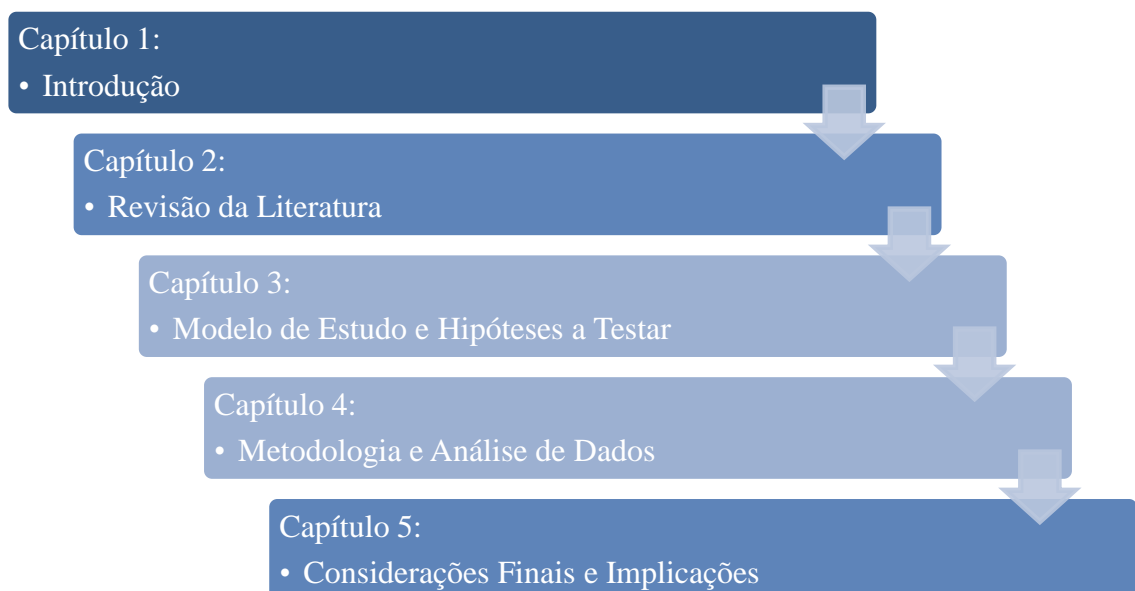 Capítulo 1:
• Introdução
Capítulo 2:
• Revisão da Literatura
Capítulo 3:
• Modelo de Estudo e Hipóteses a Testar
Capítulo 4:
• Metodologia e Análise de Dados
Capítulo 5:
• Considerações Finais e Implicações